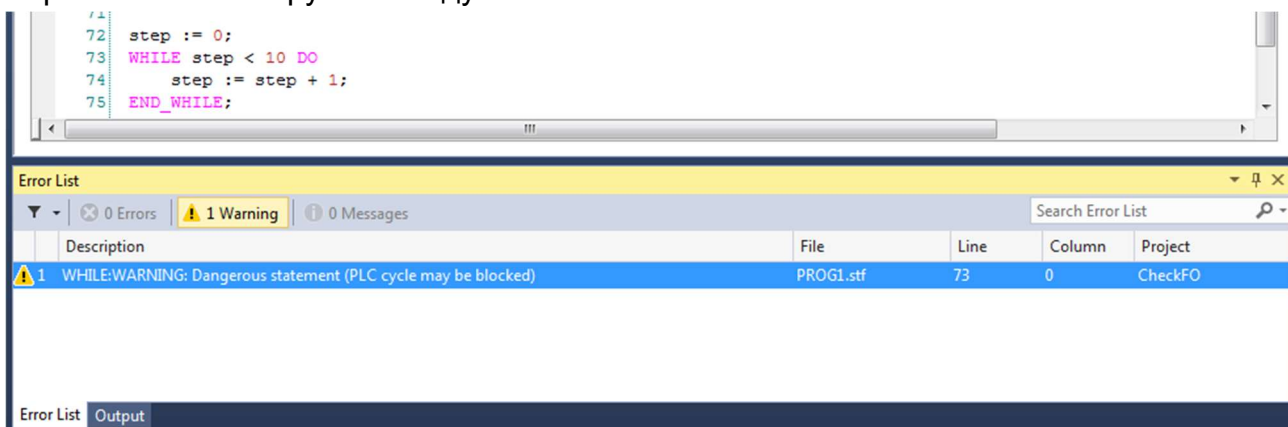 72 step := 0;
73 WHILE step < 10 DO
74 step := step + 1;
75 END_WHILE;
Error List
0 Errors 1 Warning 0 Messages Search Error List
Description File Line Column Project
1 WHILE:WARNING: Dangerous statement (PLC cycle may be blocked) PROG1.stf 73 0 CheckFO
Error List Output